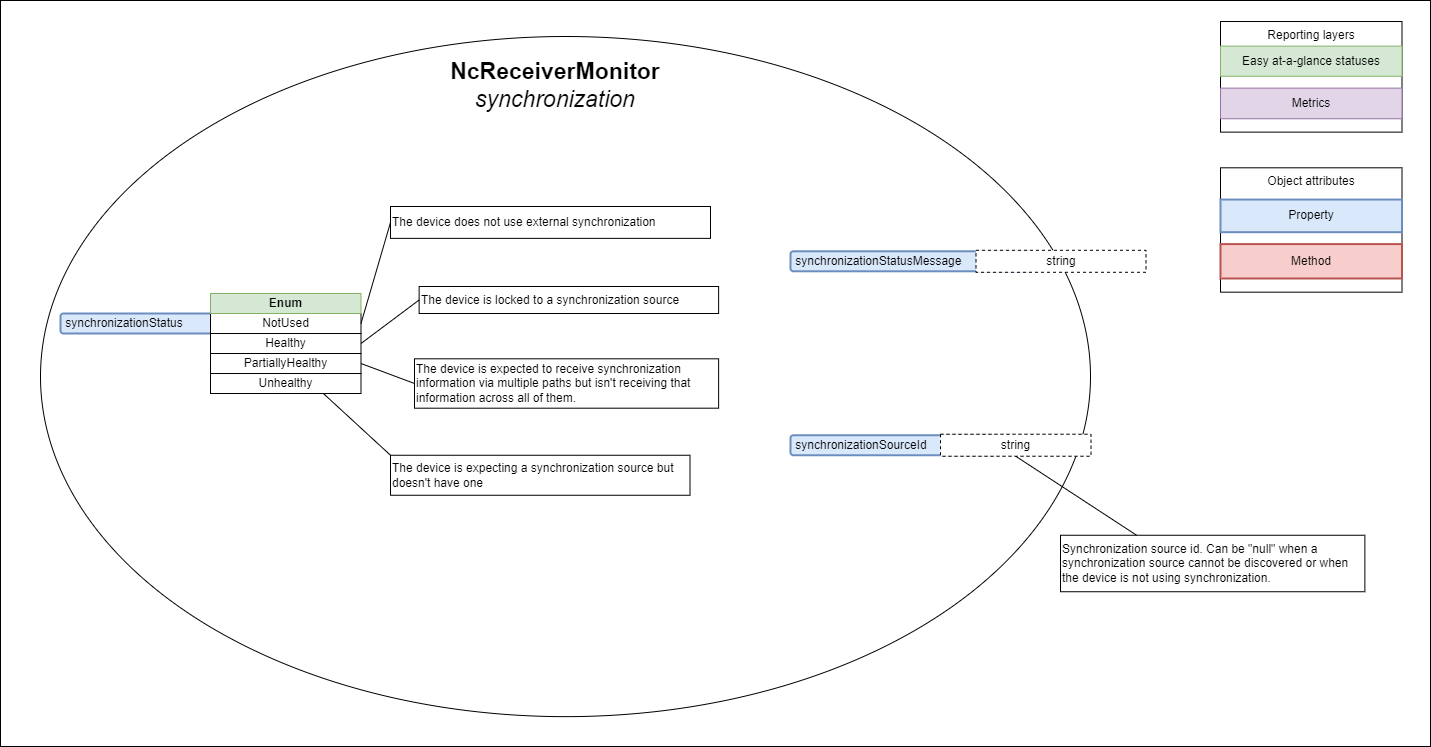 NcReceiverMonitor
synchronization
Reporting layers
Easy at-a-glance statuses
Metrics
Object attributes
Property
Method
The device does not use external synchronization
The device is locked to a synchronization source
synchronizationStatus
Enum
NotUsed
Healthy
PartiallyHealthy
Unhealthy
The device is expected to receive synchronization
information via multiple paths but isn't receiving that
information across all of them.
The device is expecting a synchronization source but
doesn't have one
synchronizationStatusMessage
string
synchronizationSourceId
string
Synchronization source id. Can be "null" when a
synchronization source cannot be discovered or when
the device is not using synchronization.